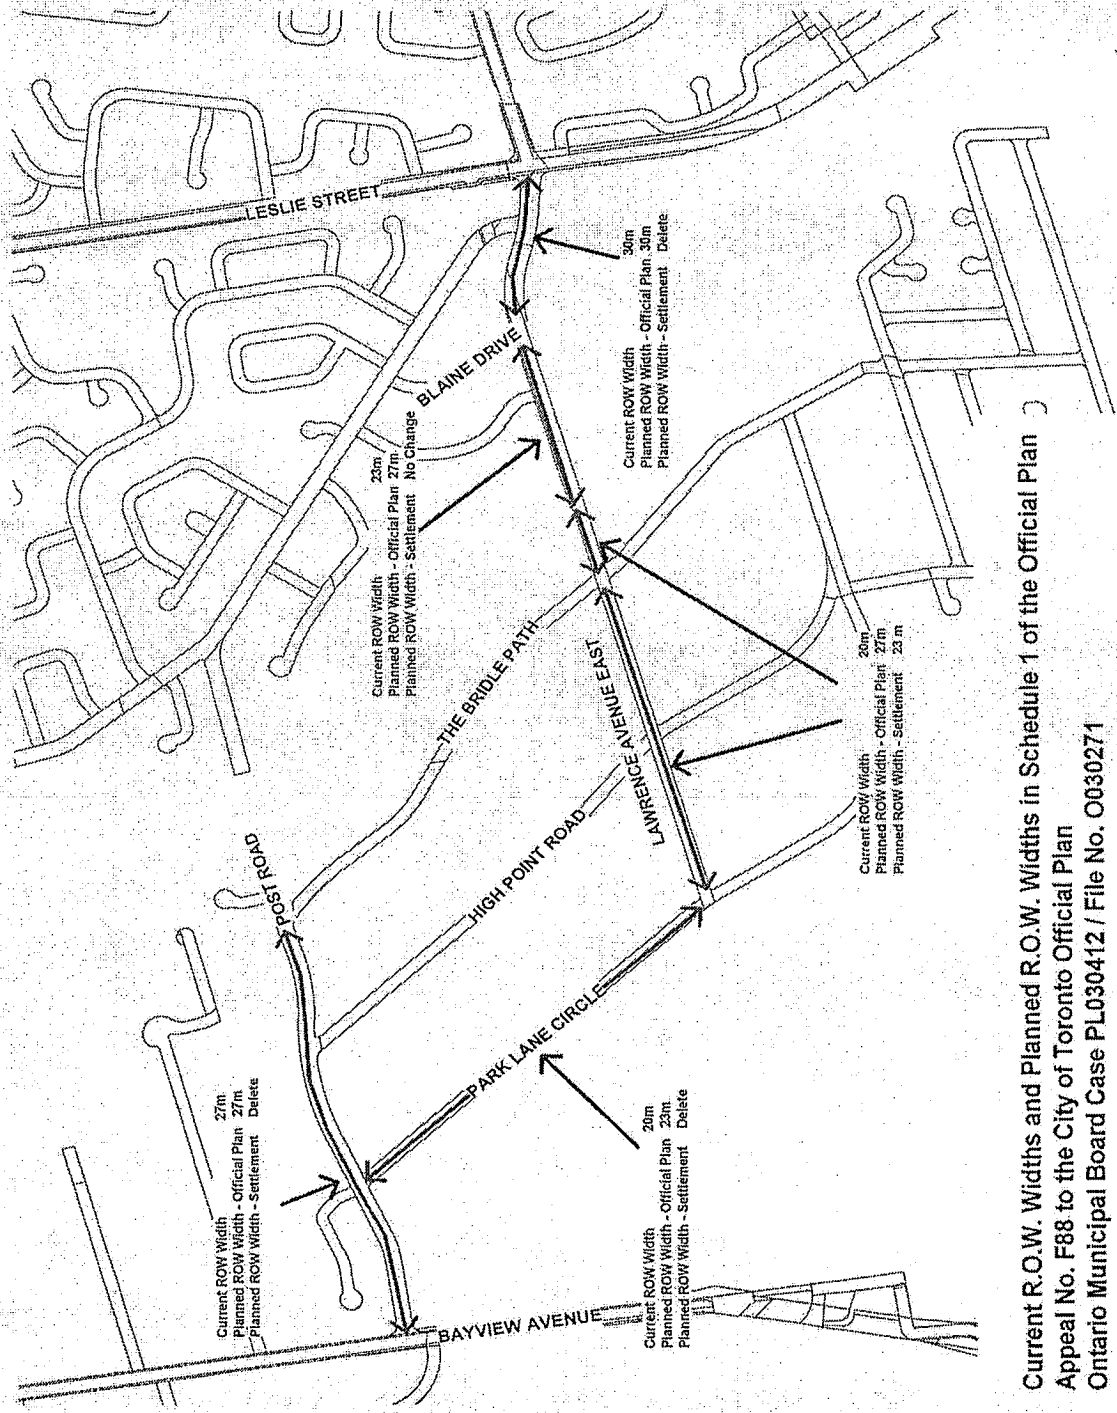 LESLIE STREET
BLAINE DRIVE
Current ROW Width 30m
Planned ROW Width - Official Plan 30m
Planned ROW Width - Settlement Delete
Current ROW Width 23m
Planned ROW Width - Official Plan 27m
Planned ROW Width - Settlement No Change
THE BRIDLE PATH
LAWRENCE AVENUE EAST
Current ROW Width 20m
Planned ROW Width - Official Plan 27m
Planned ROW Width - Settlement 23 m
POST ROAD
HIGH POINT ROAD
PARK LANE CIRCLE
Current ROW Width 27m
Planned ROW Width - Official Plan 27m
Planned ROW Width - Settlement Delete
Current ROW Width 20m
Planned ROW Width - Official Plan 23m
Planned ROW Width - Settlement Delete
BAYVIEW AVENUE
Current R.O.W. Widths and Planned R.O.W. Widths in Schedule 1 of the Official Plan
Appeal No. F88 to the City of Toronto Official Plan
Ontario Municipal Board Case PL030412 / File No. O030271